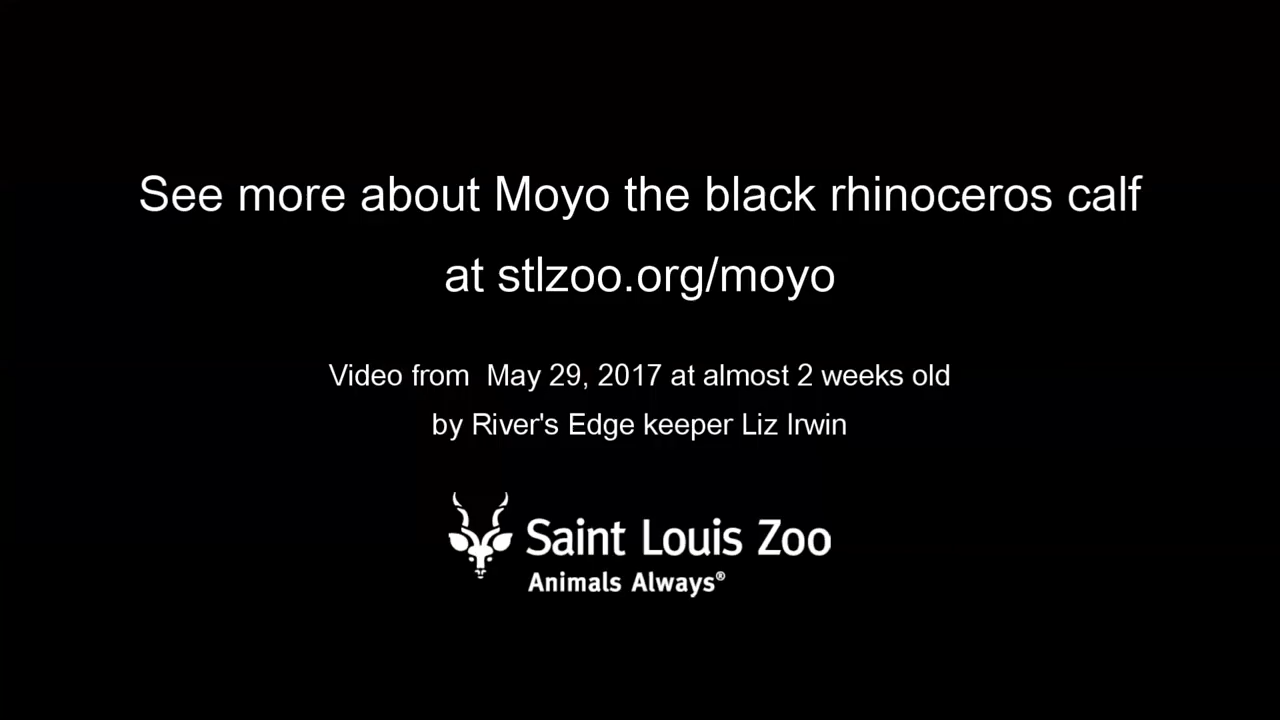 See more about Moyo the black rhinoceros calf
at stlzoo.org/moyo
Video from  May 29, 2017 at almost 2 weeks old
by River's Edge keeper Liz Irwin
Saint Louis Zoo
Animals Always®